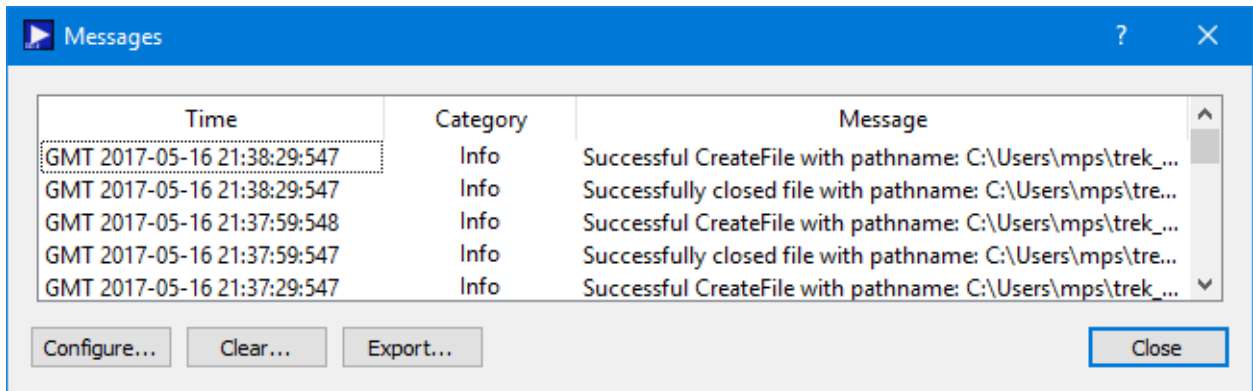 Messages
Time Category Message
GMT 2017-05-16 21:38:29:547 Info Successful CreateFile with pathname: C:\Users\mps\trek_...
GMT 2017-05-16 21:38:29:547 Info Successfully closed file with pathname: C:\Users\mps\tre...
GMT 2017-05-16 21:37:59:548 Info Successful CreateFile with pathname: C:\Users\mps\trek_...
GMT 2017-05-16 21:37:59:547 Info Successfully closed file with pathname: C:\Users\mps\tre...
GMT 2017-05-16 21:37:29:547 Info Successful CreateFile with pathname: C:\Users\mps\trek_...
Configure... Clear... Export... Close